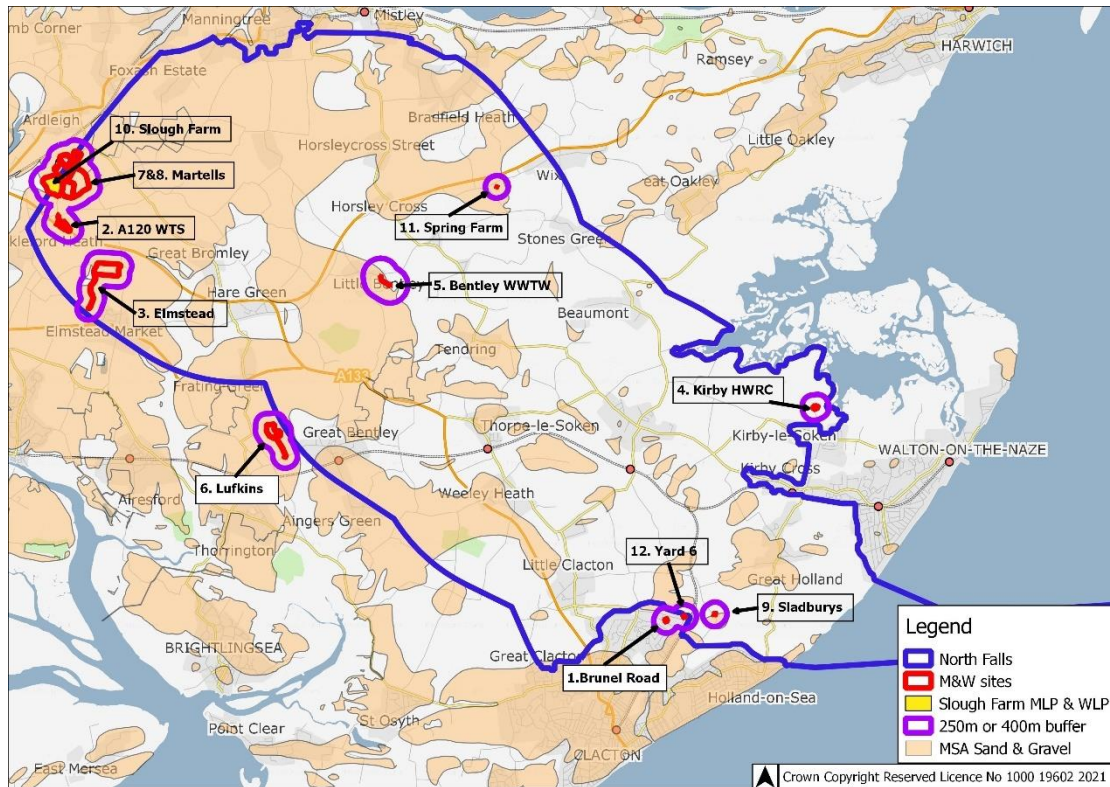 Manningtree
Mistley
mb Corner
HARWICH
Foxash Estate
Ramsey
Ardleigh
10. Slough Farm
Bradfield Heath
Little Oakley
Horsleycross Street
7&8. Martells
Wix
eat Oakley
Horsley Cross
11. Spring Farm
2. A120 WTS
Stones Green
ckleford Heath
Great Bromley
Little Bentley
5. Bentley WWTW
Hare Green
3. Elmstead
Beaumont
Elmstead Market
Tendring
A133
Frating Green
4. Kirby HWRC
Great Bentley
Thorpe-le-Soken
Kirby-le-Soken
WALTON-ON-THE-NAZE
Kirby Cross
6. Lufkins
Weeley Heath
Alresford
Aingers Green
Thorrington
12. Yard 6
Little Clacton
Great Holland
9. Sladburys
Legend
North Falls
BRIGHTLINGSEA
Great Clacton
1.Brunel Road
M&W sites
Holland-on-Sea
Slough Farm MLP & WLP
Point Clear
St Osyth
250m or 400m buffer
CLACTON
MSA Sand & Gravel
East Mersea
Crown Copyright Reserved Licence No 1000 19602 2021